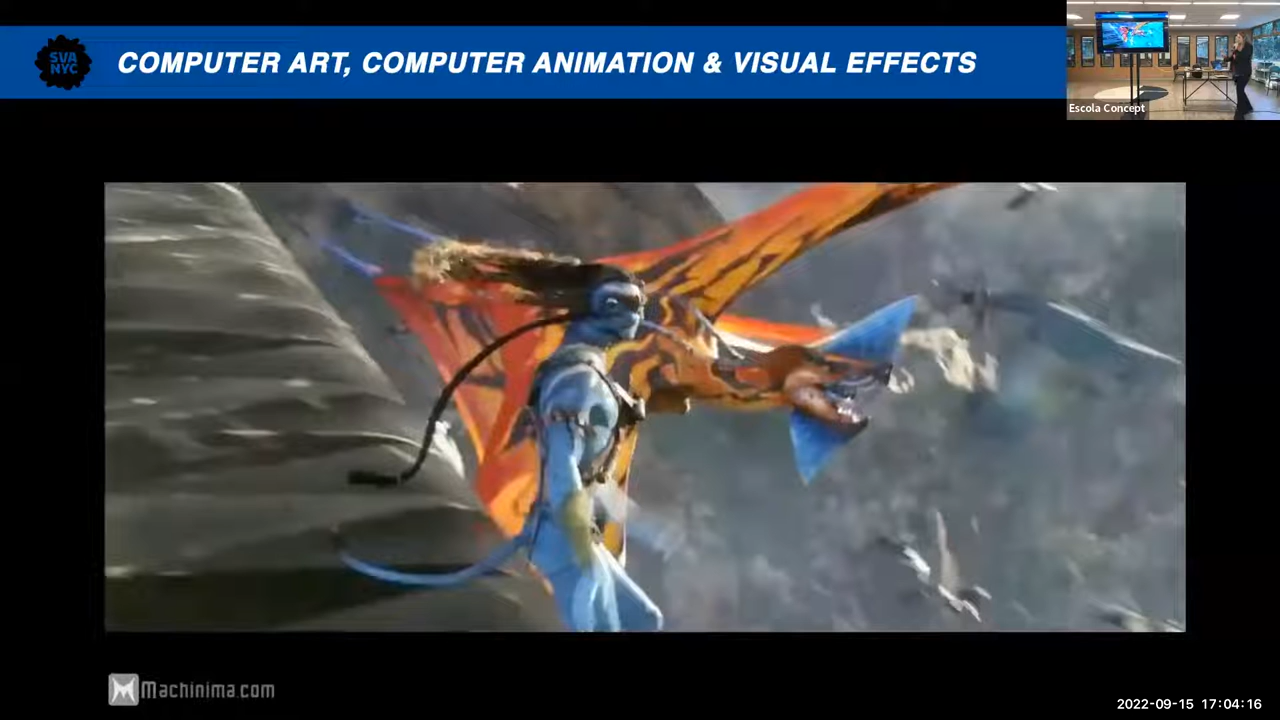 SVA
NYC
COMPUTER ART, COMPUTER ANIMATION & VISUAL EFFECTS
Escola Concept
Machinima.com
2022-09-15 17:04:16